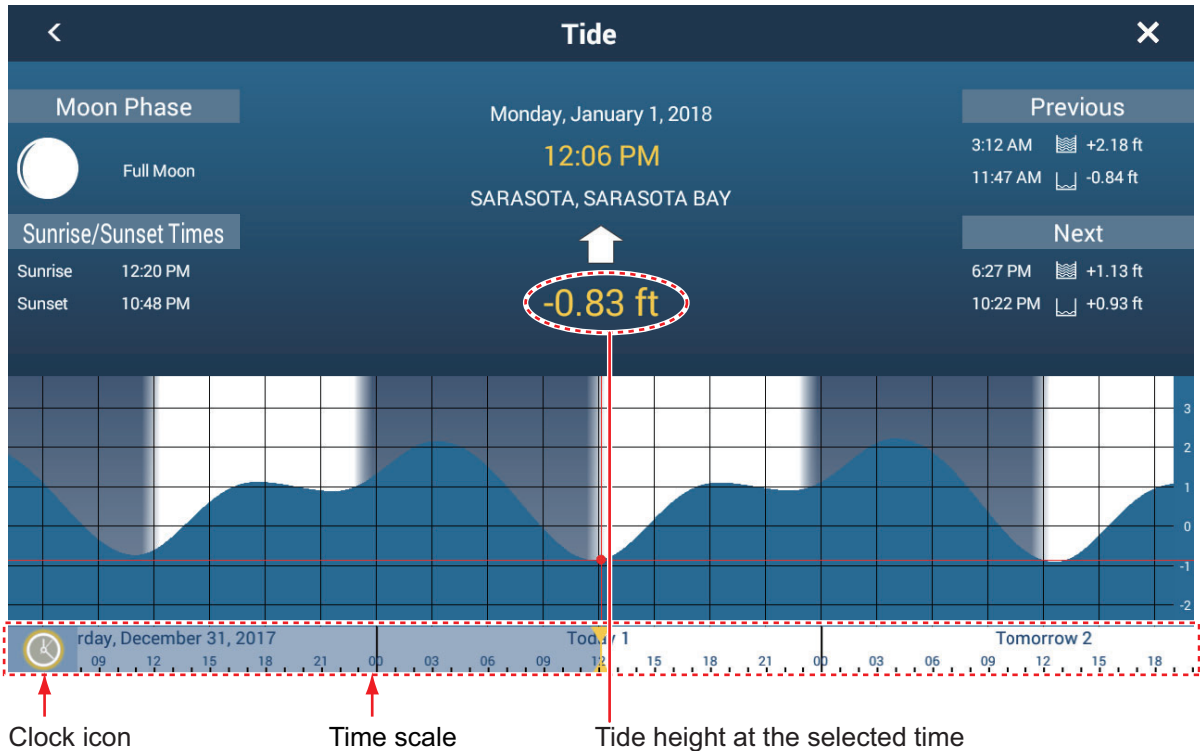 Tide
Moon Phase
Full Moon
Sunrise/Sunset Times
Sunrise 12:20 PM
Sunset 10:48 PM
Monday, January 1, 2018
12:06 PM
SARASOTA, SARASOTA BAY
-0.83 ft
Previous
3:12 AM +2.18 ft
11:47 AM -0.84 ft
Next
6:27 PM +1.13 ft
10:22 PM +0.93 ft
3
2
1
0
-1
-2
rday, December 31, 2017 Today 1 Tomorrow 2
09 12 15 18 21 00 03 06 09 12 15 18 21 00 03 06 09 12 15 18
Clock icon Time scale Tide height at the selected time